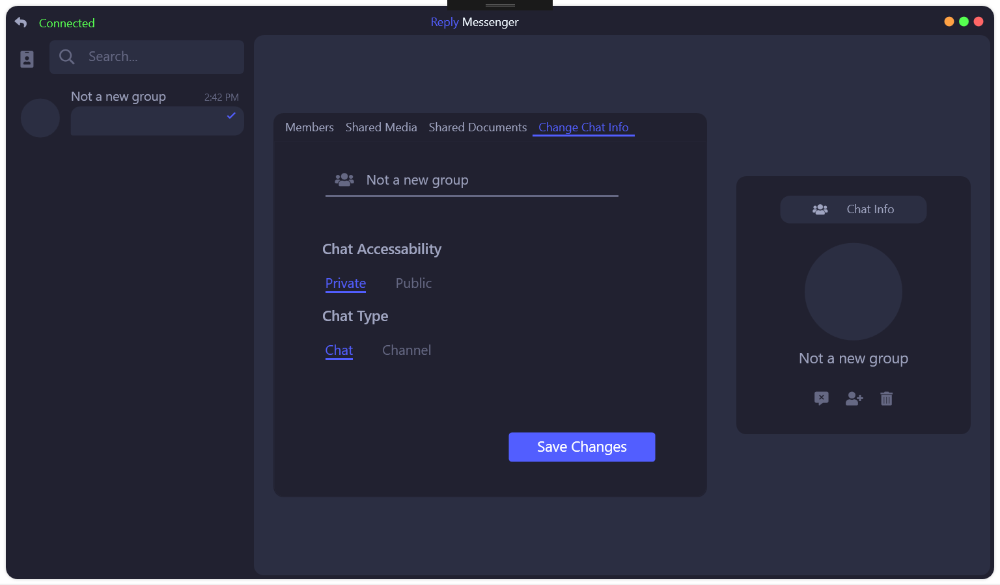 Connected
Reply Messenger
Search...
Not a new group 2:42 PM
Members Shared Media Shared Documents Change Chat Info
Not a new group
Chat Accessability
Private Public
Chat Type
Chat Channel
Save Changes
Chat Info
Not a new group